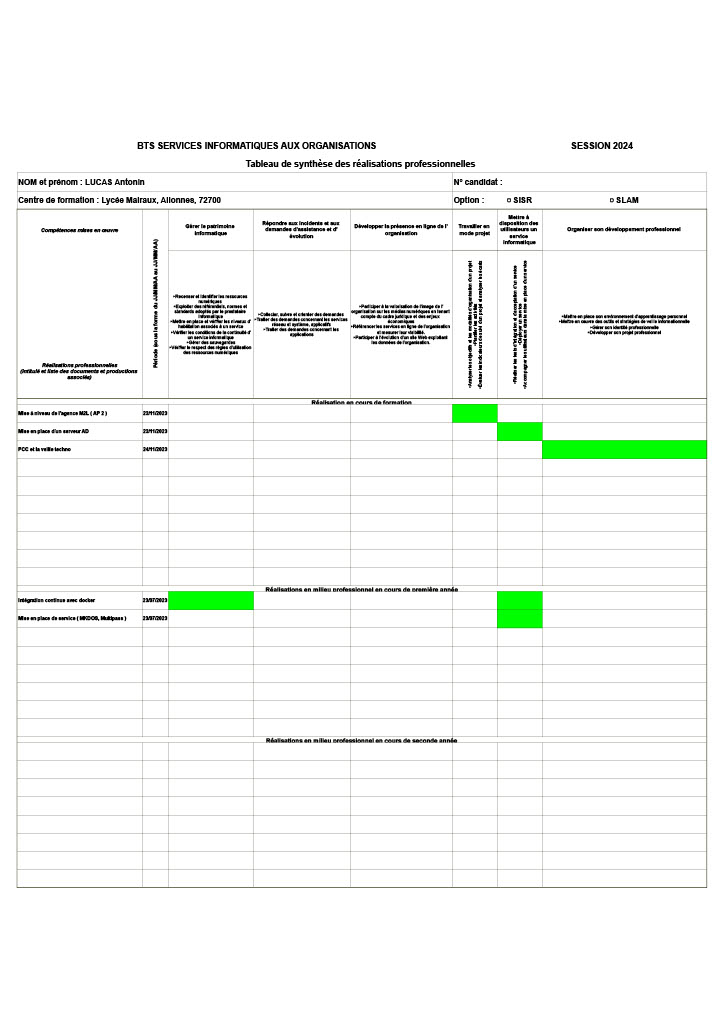 BTS SERVICES INFORMATIQUES AUX ORGANISATIONS SESSION 2024
Tableau de synthèse des réalisations professionnelles
NOM et prénom : LUCAS Antonin N° candidat :
Centre de formation : Lycée Malraux, Allonnes, 72700 Option : ¤ SISR ¤ SLAM
Compétences mises en œuvre
Réalisations professionnelles
(intitulé et liste des documents et productions
associés)
Période (sous la forme du JJ/MM/AA au JJ/MM/AA)
Gérer le patrimoine
informatique
Répondre aux incidents et aux
demandes d'assistance et d'
évolution
Développer la présence en ligne de l'
organisation
Travailler en
mode projet
Mettre à
disposition des
utilisateurs un
service
informatique
Organiser son développement professionnel
•Recenser et identifier les ressources
numériques
•Exploiter des référentiels, normes et
standards adoptés par le prestataire
informatique
•Mettre en place et vérifier les niveaux d'
habilitation associés à un service
•Vérifier les conditions de la continuité d'
un service informatique
•Gérer des sauvegardes
•Vérifier le respect des règles d'utilisation
des ressources numériques
•Collecter, suivre et orienter des demandes
•Traiter des demandes concernant les services
réseau et système, applicatifs
•Traiter des demandes concernant les
applications
•Participer à la valorisation de l'image de l'
organisation sur les médias numériques en tenant
compte du cadre juridique et des enjeux
économiques
•Référencer les services en ligne de l'organisation
et mesurer leur visibilité.
•Participer à l'évolution d'un site Web exploitant
les données de l'organisation.
•Analyser les objectifs et les modalités d'organisation d'un projet
•Planifier les activités
•Évaluer les indicateurs de suivi d'un projet et analyser les écarts
•Réaliser les tests d'intégration et d'acceptation d'un service
•Déployer un service
•Accompagner les utilisateurs dans la mise en place d'un service
•Mettre en place son environnement d'apprentissage personnel
•Mettre en œuvre des outils et stratégies de veille informationnelle
•Gérer son identité professionnelle
•Développer son projet professionnel
Réalisation en cours de formation
Mise à niveau de l'agence M2L ( AP 2 ) 23/11/2023
Mise en place d'un serveur AD 23/11/2023
PCC et la veille techno 24/11/2023
Réalisations en milieu professionnel en cours de première année
Intégration continue avec docker 23/07/2023
Mise en place de service ( MKDOS, Multipass ) 23/07/2023
Réalisations en milieu professionnel en cours de seconde année